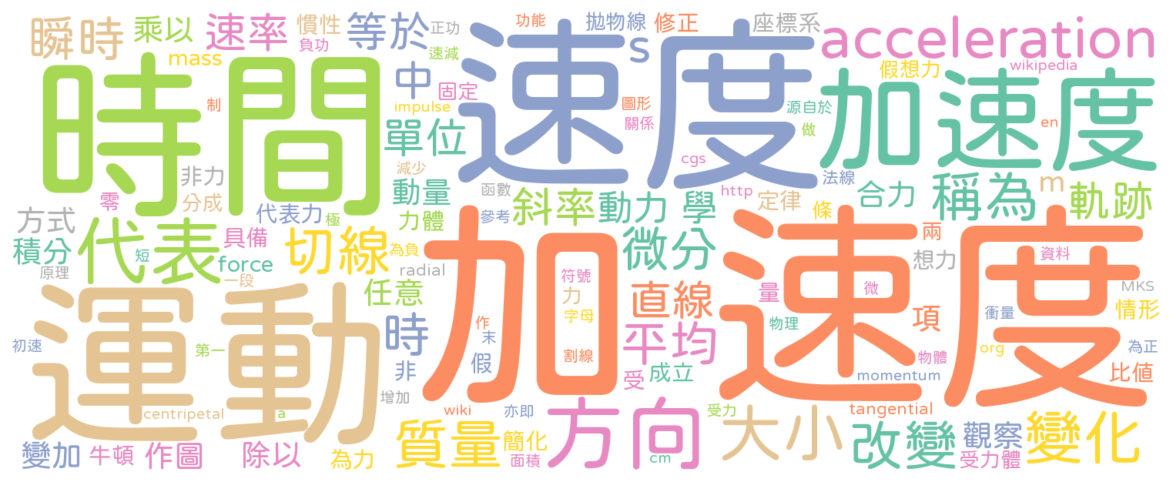 瞬時
乘以
速率
慣性
負功
等於
正功
速減
功能
拋物線
修正
座標系
acceleration
mass
時間
制
中
固定
impulse
單位
速度
s
圖形
關係
cgs
http
假想力
wikipedia
源自於
做
en
加速度
法線
非力
分成
零
減少
動量
力體
函數
參考
斜率
動力
學
定律
條
合力
稱為
m
軌跡
方式
積分
原理
代表
短
具備
代表力
極
force
一段
切線
為負
radial
任意
加速度
符號
力
字母
割線
微分
直線
平均
受
成立
量
物理
微
兩
想力
項
資料
MKS
衡量
情形
org
為正
比值
物體
momentum
運動
初速
第一
centripetal
a
時
非
增加
作
末
假
wiki
亦即
tangential
變加
牛頓
作圖
除以
為力
質量
簡化
面積
方向
cm
受力
大小
改變
觀察
受力體
變化